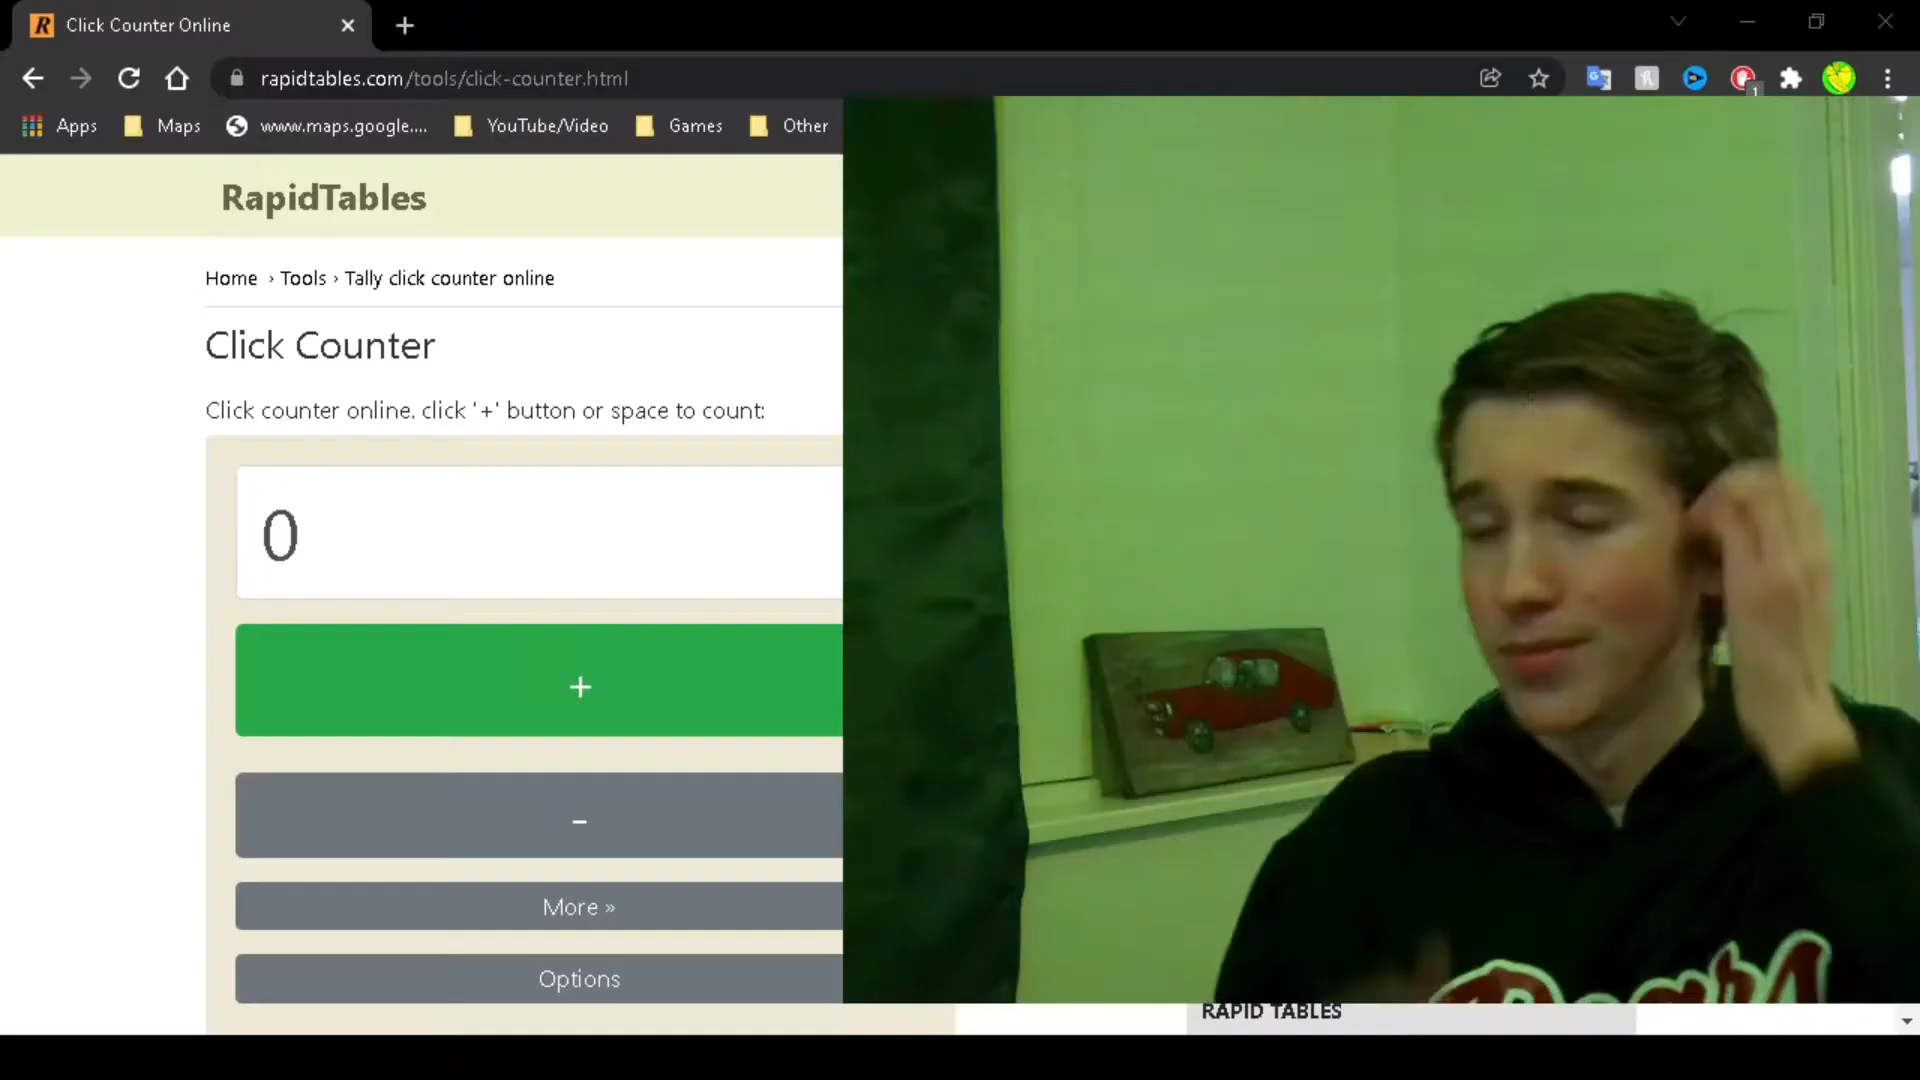 Click Counter Online
rapidtables.com/tools/click-counter.html
1
Apps Maps www.maps.google.... YouTube/Video Games Other
RapidTables
Home › Tools › Tally click counter online
Click Counter
Click counter online. click '+' button or space to count:
0
+
-
More »
Options
RAPID TABLES